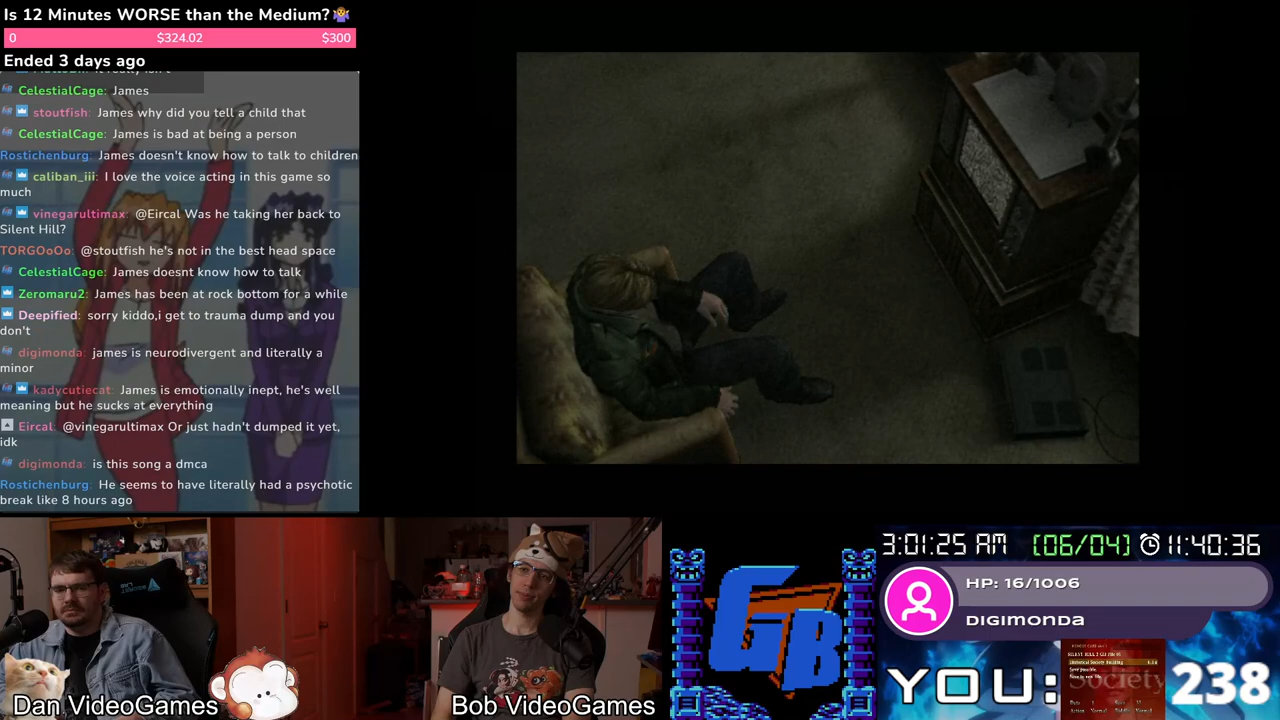 Is 12 Minutes WORSE than the Medium?🤷‍♀️
0 $324.02 $300
Ended 3 days ago
CelestialCage: James
stoutfish: James why did you tell a child that
CelestialCage: James is bad at being a person
Rostichenburg: James doesn't know how to talk to children
caliban_iii: I love the voice acting in this game so
much
vinegarultimax: @Eircal Was he taking her back to
Silent Hill?
TORGOoOo: @stoutfish he's not in the best head space
CelestialCage: James doesnt know how to talk
Zeromaru2: James has been at rock bottom for a while
Deepified: sorry kiddo,i get to trauma dump and you
don't
digimonda: james is neurodivergent and literally a
minor
kadycutiecat: James is emotionally inept, he's well
meaning but he sucks at everything
Eircal: @vinegarultimax Or just hadn't dumped it yet,
idk
digimonda: is this song a dmca
Rostichenburg: He seems to have literally had a psychotic
break like 8 hours ago
3:01:25 AM [06/04] 11:40:36
HP: 16/1006
DIGIMONDA
GB
YOU:
Society
238
Dan VideoGames
Bob VideoGames